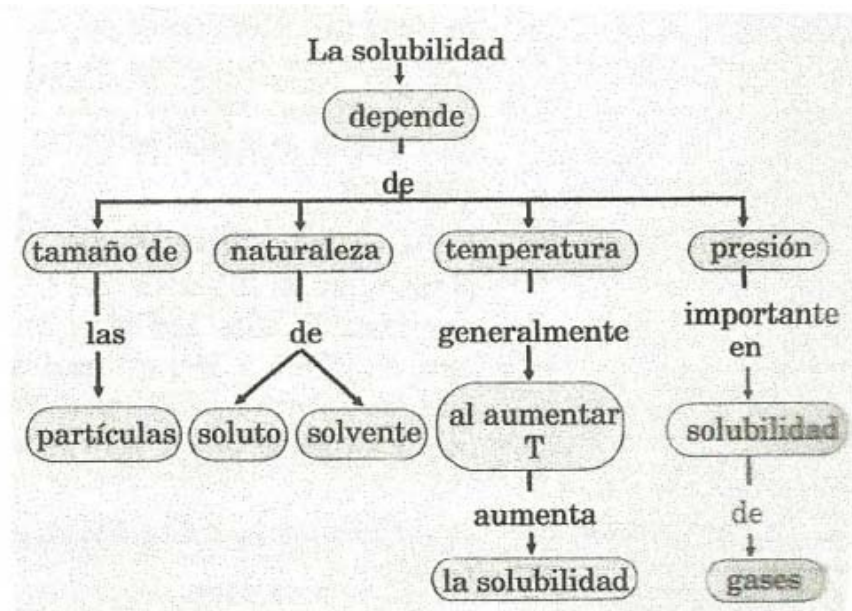 La solubilidad
depende
de
tamaño de
las
partículas
naturaleza
de
soluto
solvente
temperatura
generalmente
al aumentar
T
aumenta
la solubilidad
presión
importante
en
solubilidad
de
gases